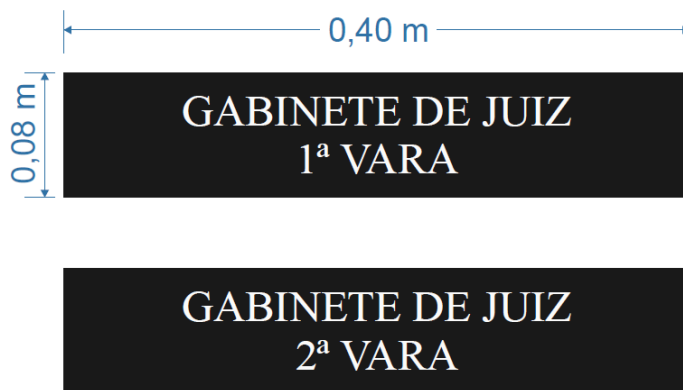 0,40 m
0,08 m
GABINETE DE JUIZ
1ª VARA
GABINETE DE JUIZ
2ª VARA